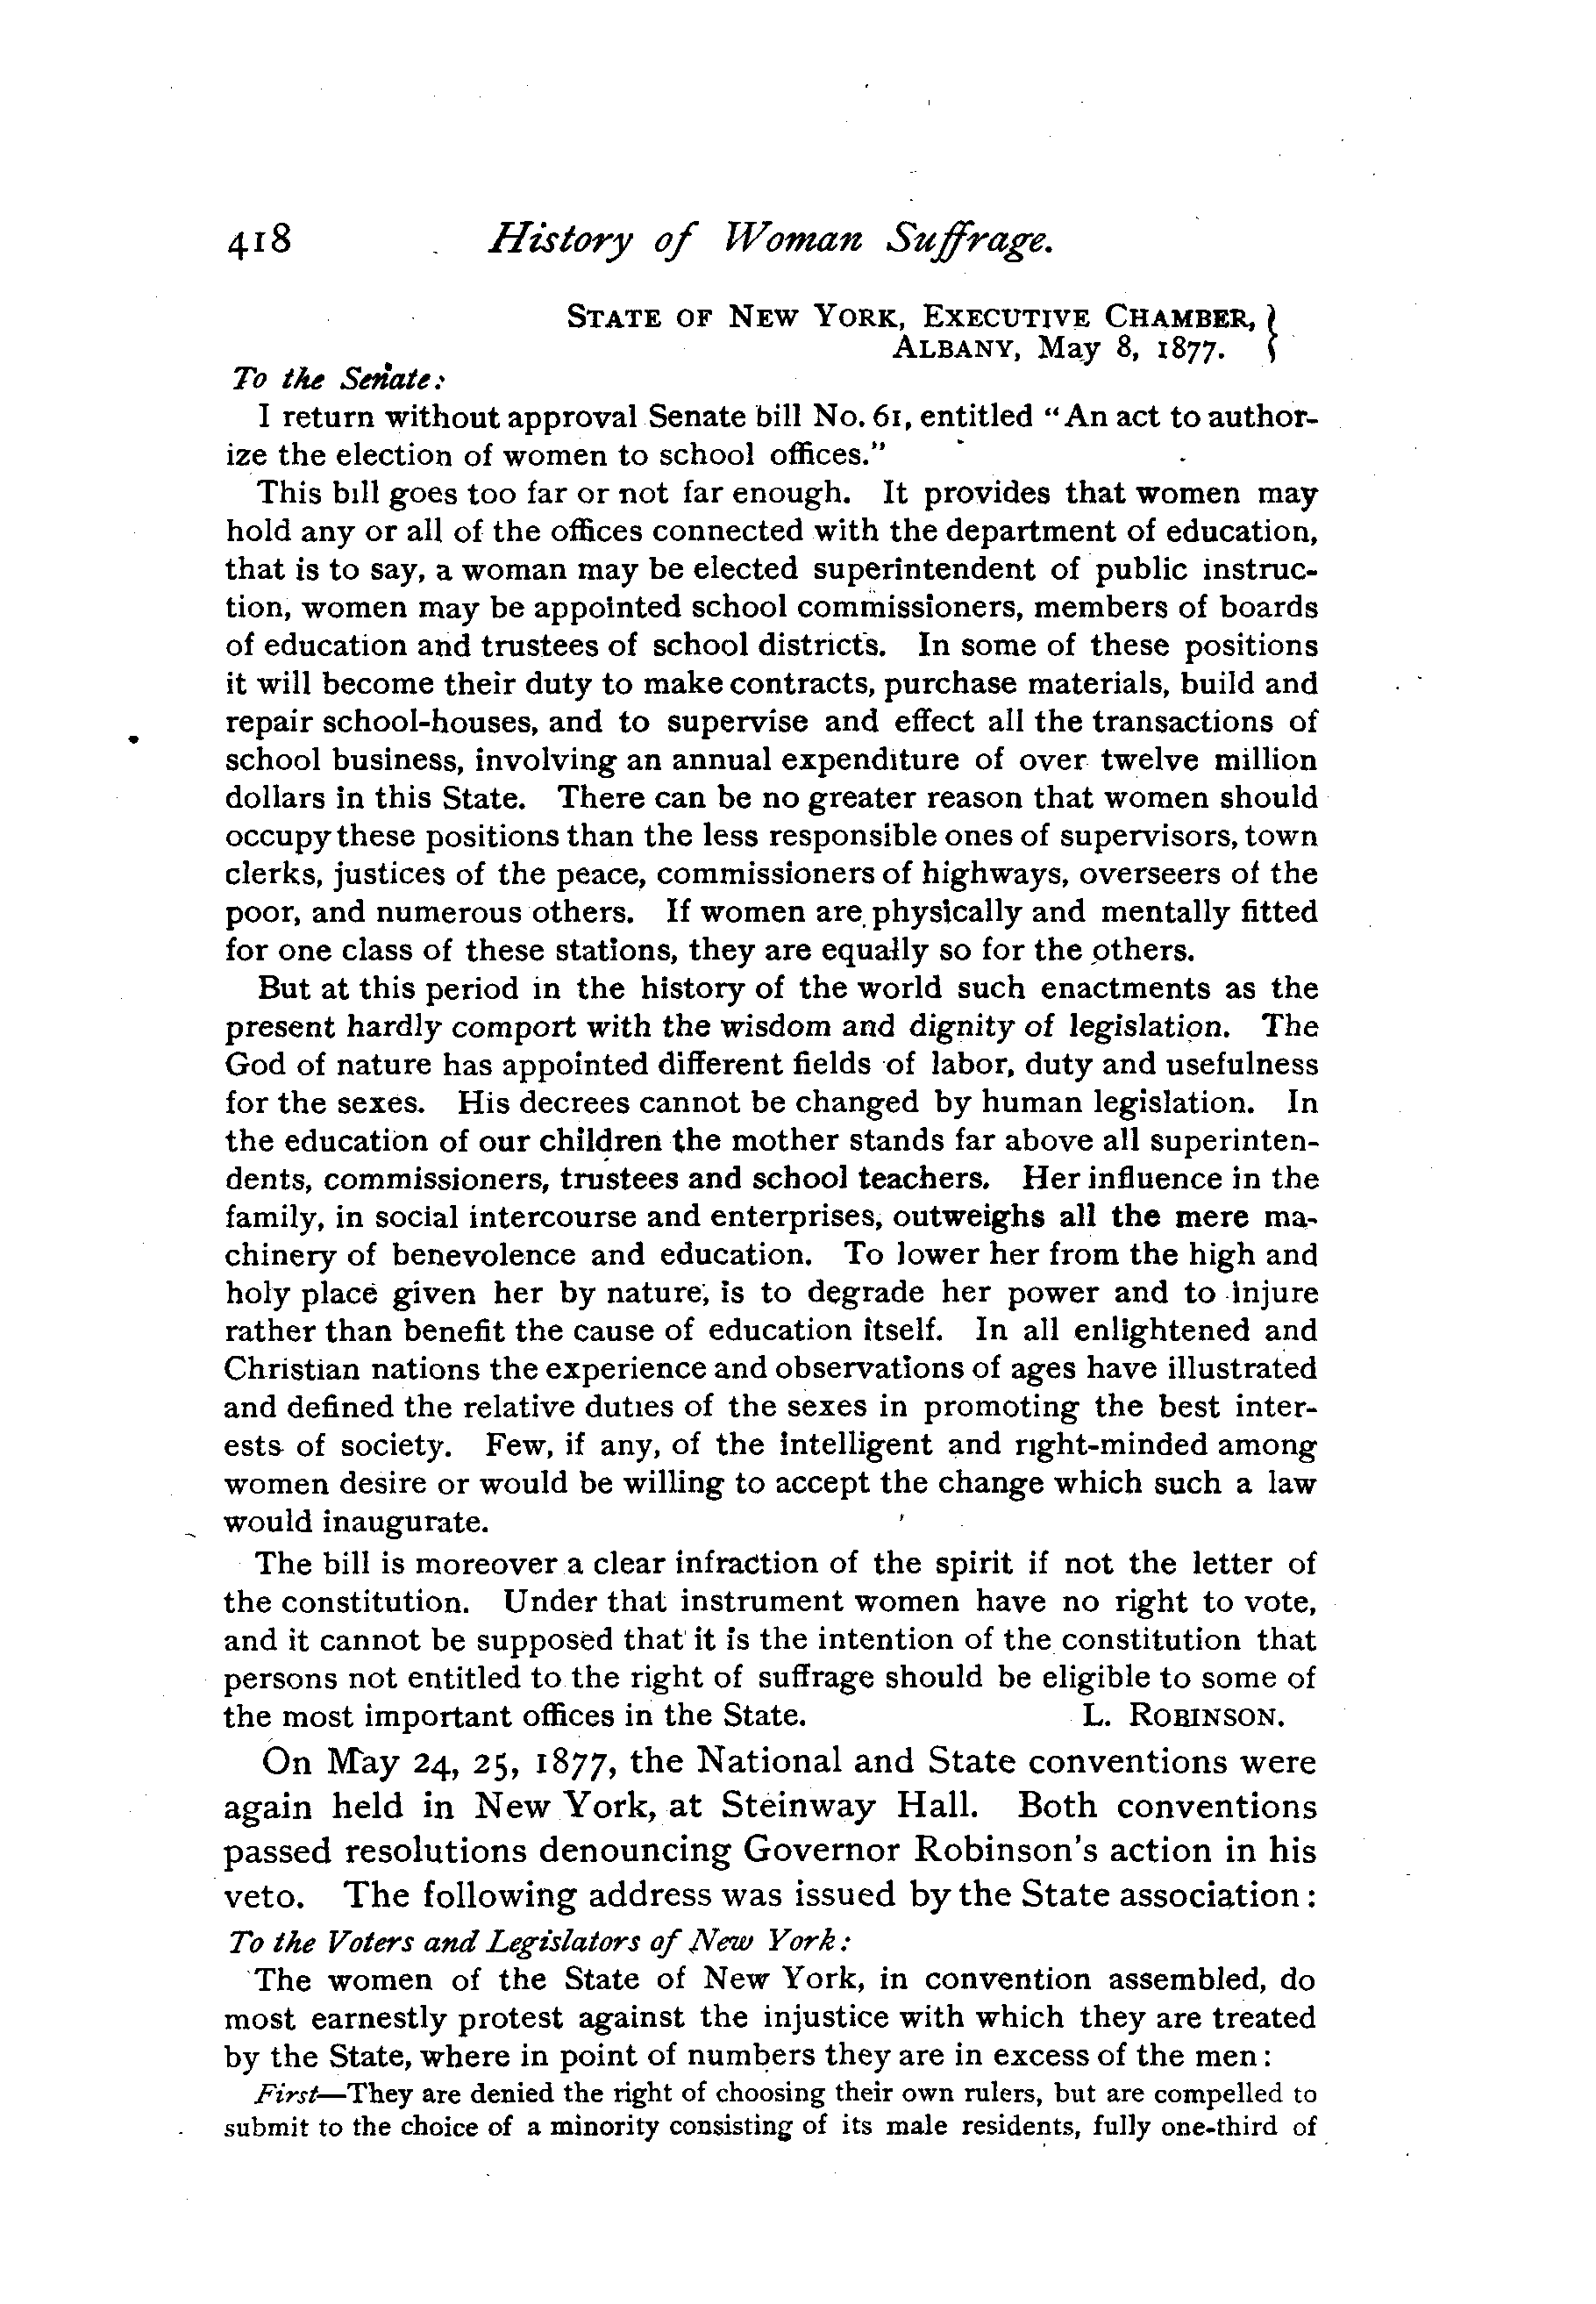 418 History of Woman Suffrage.
STATE OF NEW YORK, EXECUTIVE CHAMBER, }
ALBANY, May 8, 1877. }
To the Senate:
I return without approval Senate bill No. 61, entitled "An act to author-
ize the election of women to school offices."
This bill goes too far or not far enough. It provides that women may
hold any or all of the offices connected with the department of education,
that is to say, a woman may be elected superintendent of public instruc-
tion, women may be appointed school commissioners, members of boards
of education and trustees of school districts. In some of these positions
it will become their duty to make contracts, purchase materials, build and
repair school-houses, and to supervise and effect all the transactions of
school business, involving an annual expenditure of over twelve million
dollars in this State. There can be no greater reason that women should
occupy these positions than the less responsible ones of supervisors, town
clerks, justices of the peace, commissioners of highways, overseers of the
poor, and numerous others. If women are physically and mentally fitted
for one class of these stations, they are equally so for the others.
But at this period in the history of the world such enactments as the
present hardly comport with the wisdom and dignity of legislation. The
God of nature has appointed different fields of labor, duty and usefulness
for the sexes. His decrees cannot be changed by human legislation. In
the education of our children the mother stands far above all superinten-
dents, commissioners, trustees and school teachers. Her influence in the
family, in social intercourse and enterprises, outweighs all the mere ma-
chinery of benevolence and education. To lower her from the high and
holy place given her by nature, is to degrade her power and to injure
rather than benefit the cause of education itself. In all enlightened and
Christian nations the experience and observations of ages have illustrated
and defined the relative duties of the sexes in promoting the best inter-
ests of society. Few, if any, of the intelligent and right-minded among
women desire or would be willing to accept the change which such a law
would inaugurate.
The bill is moreover a clear infraction of the spirit if not the letter of
the constitution. Under that instrument women have no right to vote,
and it cannot be supposed that it is the intention of the constitution that
persons not entitled to the right of suffrage should be eligible to some of
the most important offices in the State. L. ROBINSON.
On May 24, 25, 1877, the National and State conventions were
again held in New York, at Steinway Hall. Both conventions
passed resolutions denouncing Governor Robinson's action in his
veto. The following address was issued by the State association:
To the Voters and Legislators of New York:
The women of the State of New York, in convention assembled, do
most earnestly protest against the injustice with which they are treated
by the State, where in point of numbers they are in excess of the men:
First—They are denied the right of choosing their own rulers, but are compelled to
submit to the choice of a minority consisting of its male residents, fully one-third of